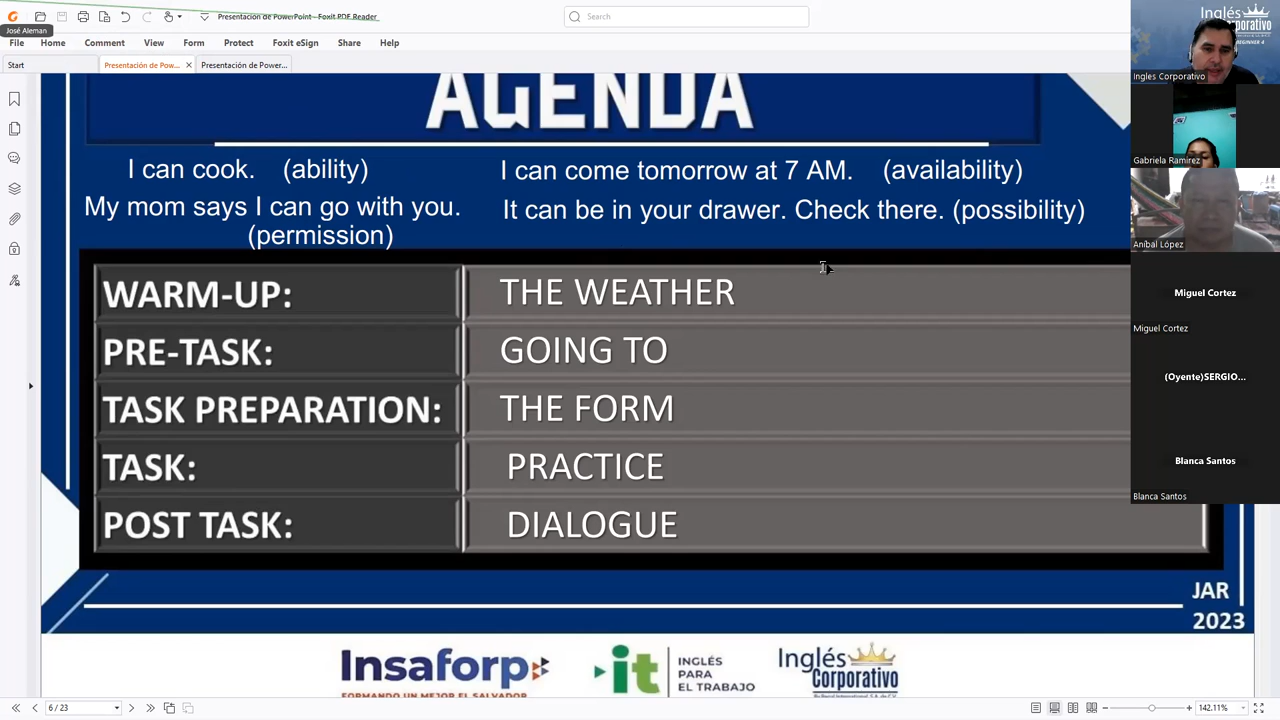 Presentación de PowerPoint - Foxit PDF Reader
Search
José Aleman
File Home Comment View Form Protect Foxit eSign Share Help
Start Presentación de Pow... Presentación de Power...
AGENDA
I can cook. (ability)
I can come tomorrow at 7 AM. (availability)
My mom says I can go with you.
(permission)
It can be in your drawer. Check there. (possibility)
WARM-UP: THE WEATHER
PRE-TASK: GOING TO
TASK PREPARATION: THE FORM
TASK: PRACTICE
POST TASK: DIALOGUE
JAR
2023
Insaforp
FORMANDO UN MEJOR EL SALVADOR
it
INGLÉS
PARA
EL TRABAJO
Inglés
Corporativo
6 / 23
142.11%
Inglés
Corporativo
BEGINNER 4
Ingles Corporativo
Gabriela Ramirez
Aníbal López
Miguel Cortez
Miguel Cortez
(Oyente)SERGIO...
Blanca Santos
Blanca Santos